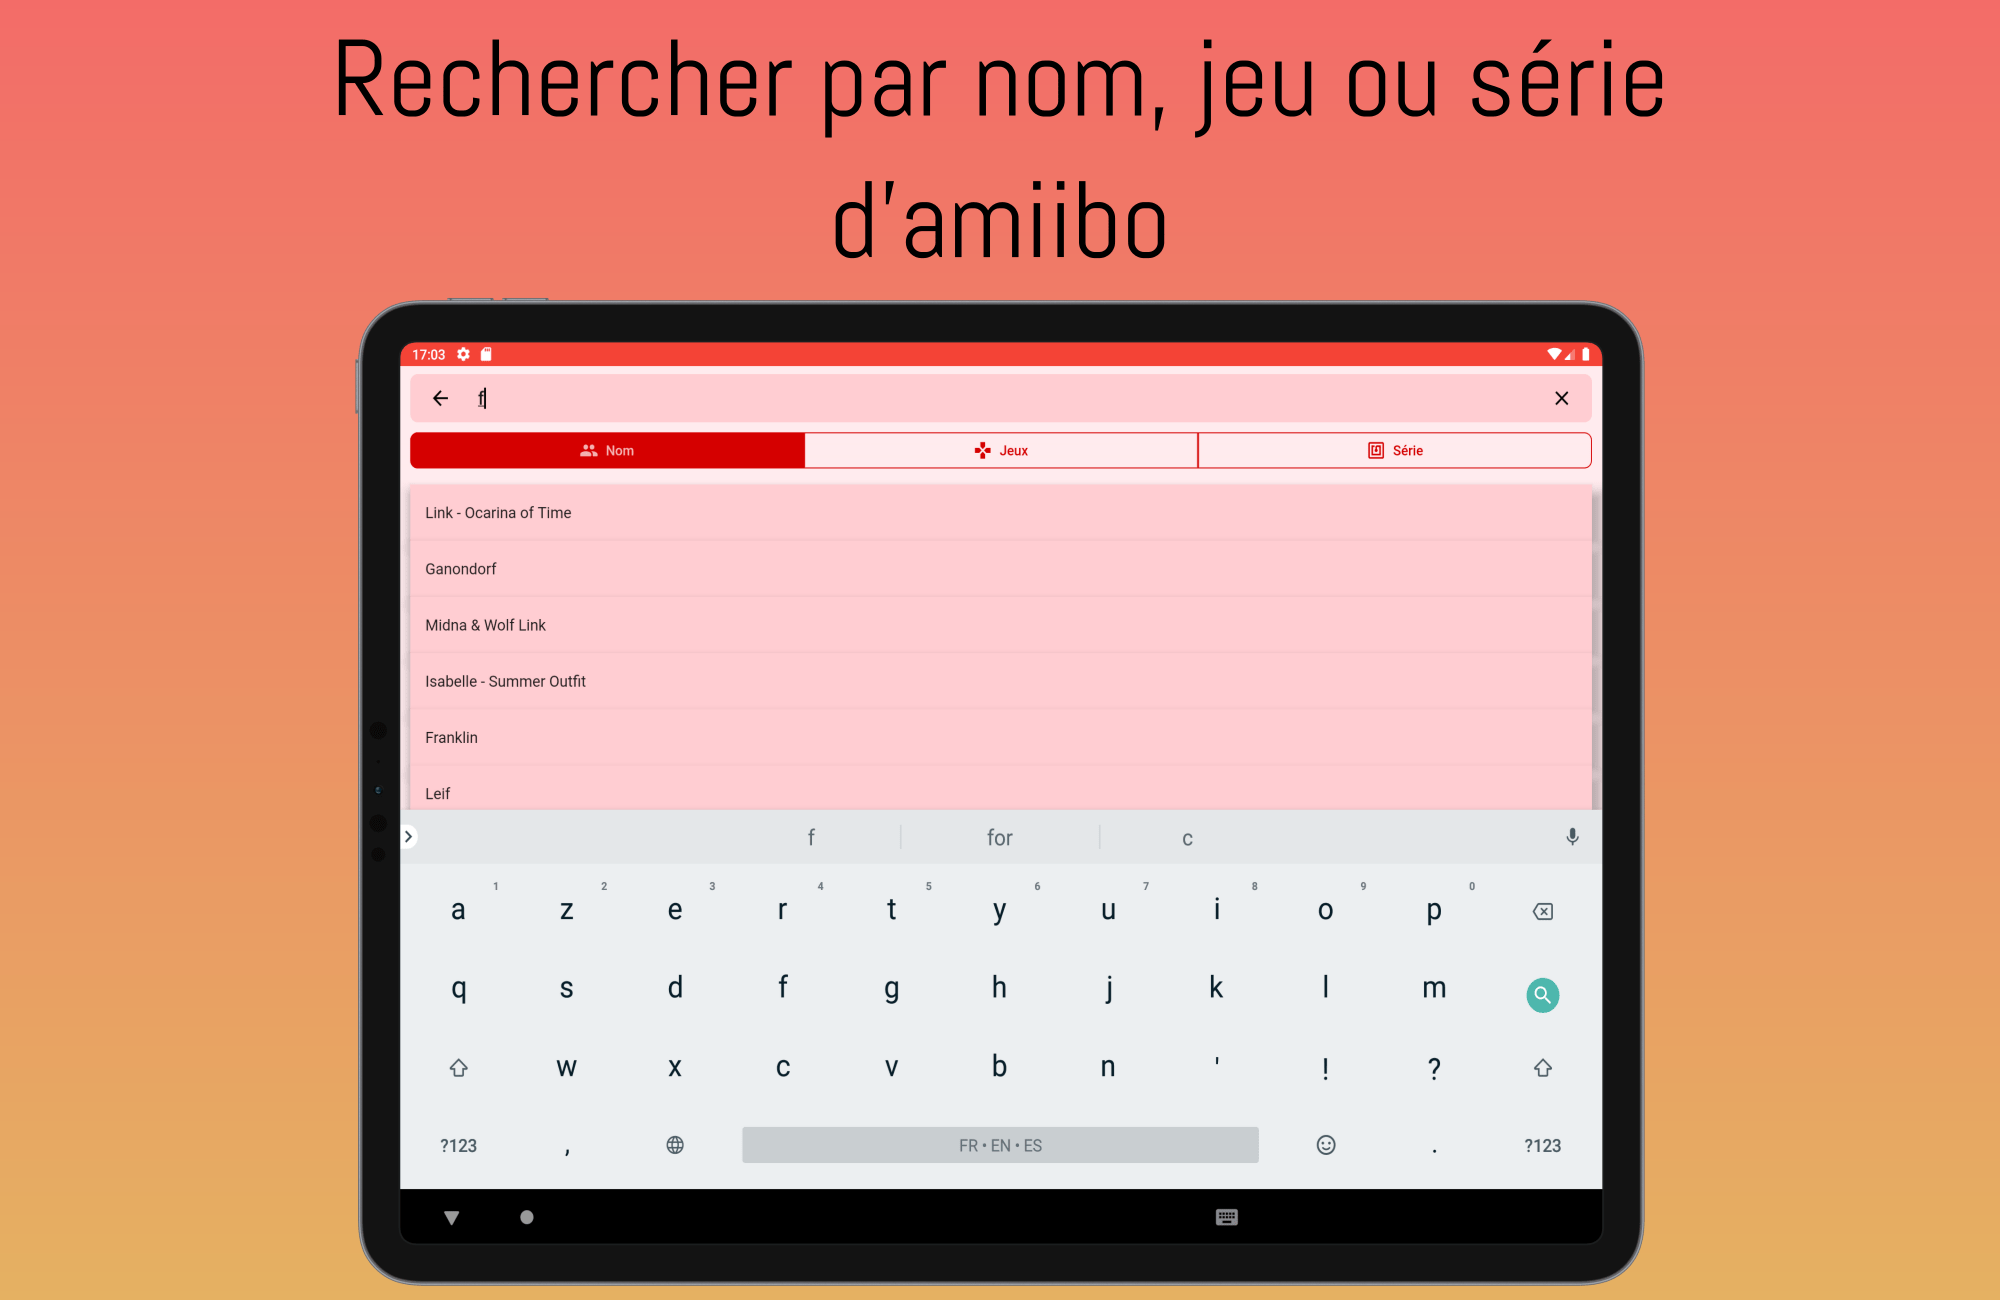 Rechercher par nom, jeu ou série
d'amiibo
17:03
f
Nom Jeux Série
Link - Ocarina of Time
Ganondorf
Midna & Wolf Link
Isabelle - Summer Outfit
Franklin
Leif
f for c
1 2 3 4 5 6 7 8 9 0
a z e r t y u i o p
q s d f g h j k l m
w x c v b n ' ! ?
?123 , FR • EN • ES . ?123